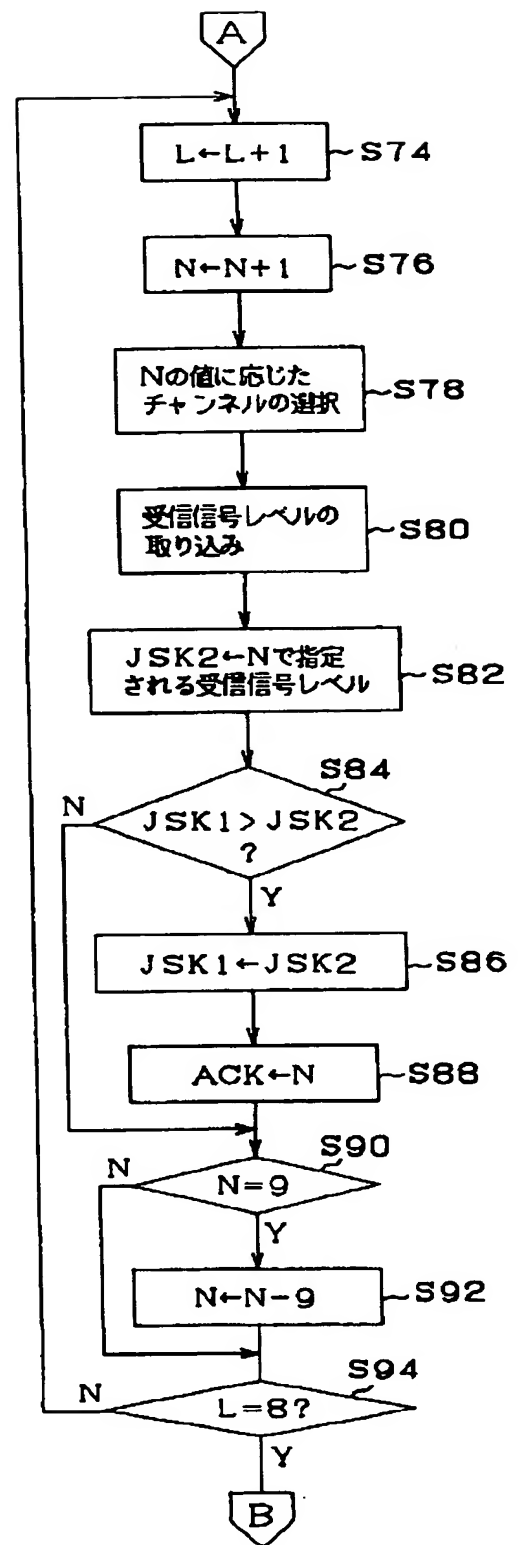 A
L←L+1
S74
N←N+1
S76
Nの値に応じた
チャンネルの選択
S78
受信信号レベルの
取り込み
S80
JSK2←Nで指定
される受信信号レベル
S82
S84
N
JSK1>JSK2
?
Y
JSK1←JSK2
S86
ACK←N
S88
S90
N
N=9
Y
N←N-9
S92
S94
N
L=8?
Y
B